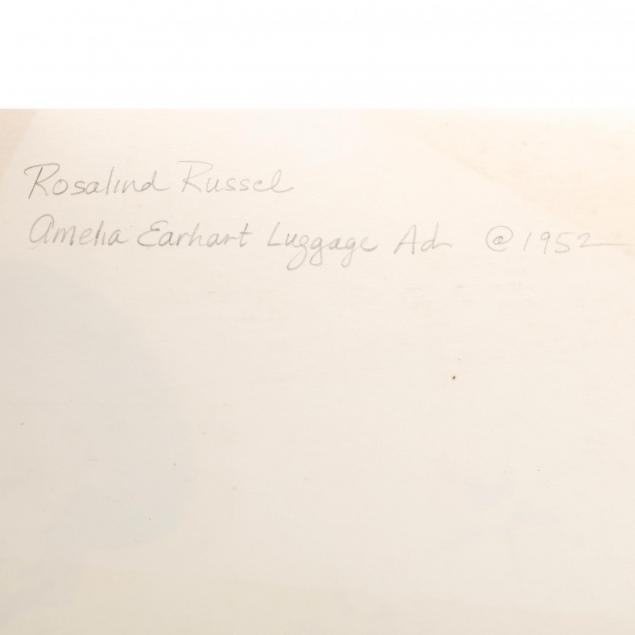 Rosalind Russel
Amelia Earhart Luggage Ad @1952